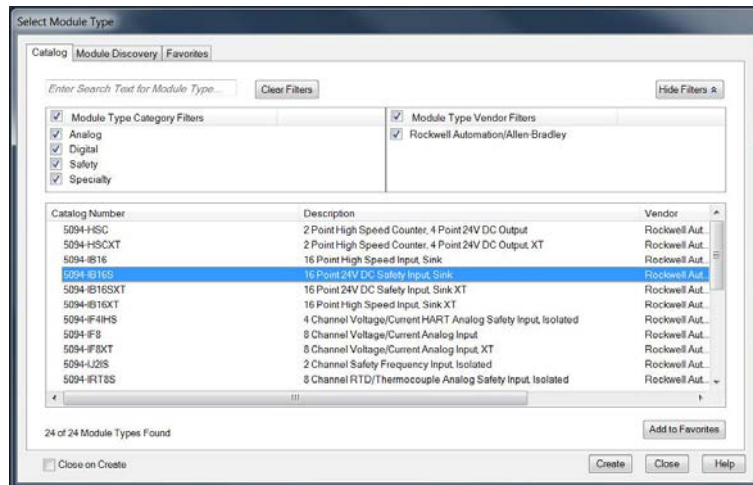 Select Module Type
Catalog Module Discovery Favorites
Enter Search Text for Module Type... Clear Filters Hide Filters
Module Type Category Filters Module Type Vendor Filters
Analog Rockwell Automation/Allen-Bradley
Digital
Safety
Specialty
Catalog Number Description Vendor
5094-HSC 2 Point High Speed Counter, 4 Point 24V DC Output Rockwell Aut...
5094-HSCXT 2 Point High Speed Counter, 4 Point 24V DC Output, XT Rockwell Aut...
5094-IB16 16 Point High Speed Input, Sink Rockwell Aut...
5094-IB16S 16 Point 24V DC Safety Input, Sink Rockwell Aut...
5094-IB16SXT 16 Point 24V DC Safety Input, Sink XT Rockwell Aut...
5094-IB16XT 16 Point High Speed Input, Sink XT Rockwell Aut...
5094-IF4IHS 4 Channel Voltage/Current HART Analog Safety Input, Isolated Rockwell Aut...
5094-IF8 8 Channel Voltage/Current Analog Input Rockwell Aut...
5094-IF8XT 8 Channel Voltage/Current Analog Input, XT Rockwell Aut...
5094-IJ2IS 2 Channel Safety Frequency Input, Isolated Rockwell Aut...
5094-IRT8S 8 Channel RTD/Thermocouple Analog Safety Input, Isolated Rockwell Aut...
24 of 24 Module Types Found Add to Favorites
Close on Create Create Close Help